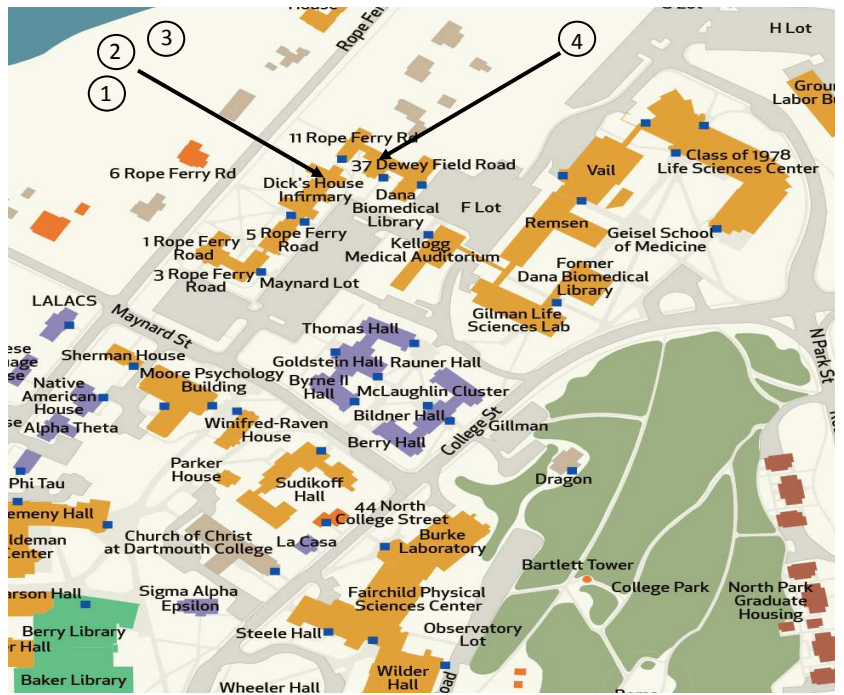 House
G Lot
H Lot
Rope Fer
3
4
2
1
Labor B
11 Rope Ferry Rd
37 Dewey Field Road
6 Rope Ferry Rd
Dick's House
Infirmary
Dana
Biomedical
Library
F Lot
Vail
Class of 1978
Life Sciences Center
Remsen
Geisel School
of Medicine
1 Rope Ferry
Road
5 Rope Ferry
Road
Kellogg
Medical Auditorium
3 Rope Ferry
Road
Maynard Lot
Former
Dana Biomedical
Library
Gilman Life
Sciences Lab
LALACS
Maynard St
Thomas Hall
N Park St
Sherman House
Goldstein Hall
Rauner Hall
Moore Psychology
Building
Byrne II
Hall
McLaughlin Cluster
Native
American
House
Alpha Theta
Winifred-Raven
House
Bildner Hall
Berry Hall
College St
Gillman
Phi Tau
Parker
House
Sudikoff
Hall
Dragon
emeny Hall
44 North
College Street
ldeman
Center
Church of Christ
at Dartmouth College
La Casa
Burke
Laboratory
Bartlett Tower
College Park
North Park
Graduate
Housing
arson Hall
Sigma Alpha
Epsilon
Fairchild Physical
Sciences Center
Berry Library
Steele Hall
Observatory
Lot
r Hall
Baker Library
Wheeler Hall
Wilder
Hall
oad